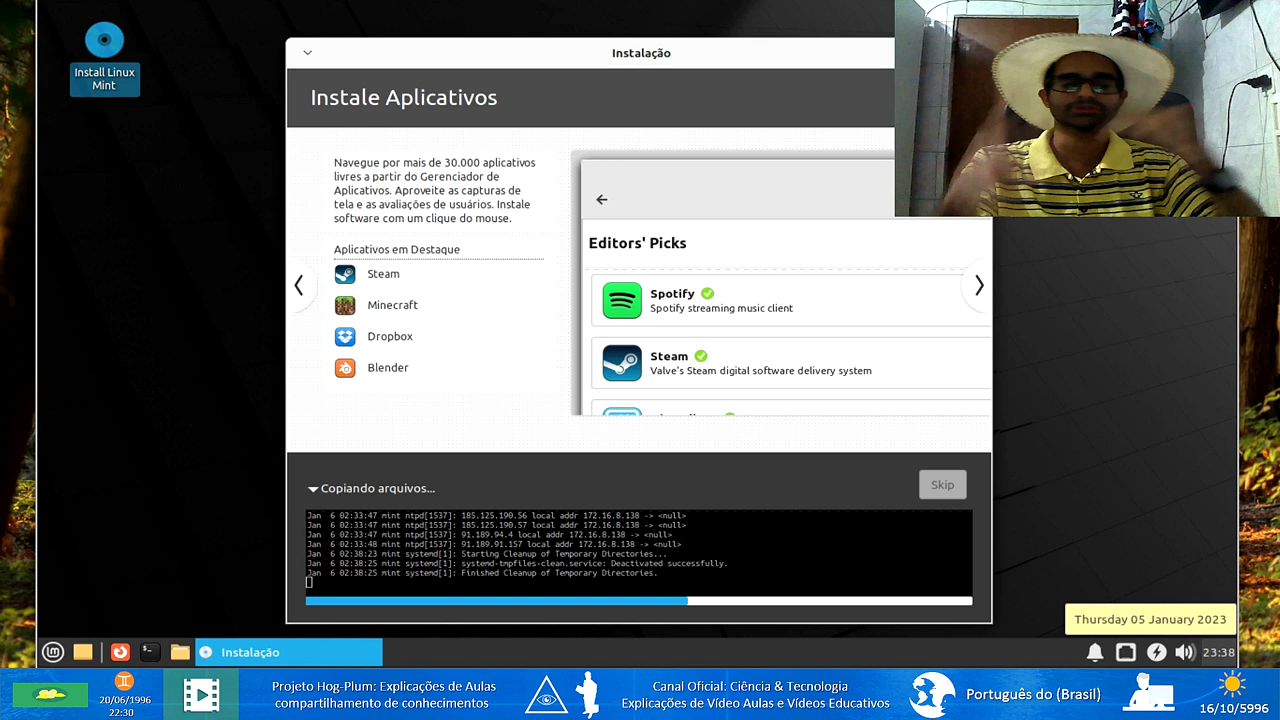 Install Linux
Mint
Instalação
Instale Aplicativos
Navegue por mais de 30.000 aplicativos
livres a partir do Gerenciador de
Aplicativos. Aproveite as capturas de
tela e as avaliações de usuários. Instale
software com um clique do mouse.
Aplicativos em Destaque
Steam
Minecraft
Dropbox
Blender
Editors' Picks
Spotify
Spotify streaming music client
Steam
Valve's Steam digital software delivery system
Copiando arquivos...
Skip
Jan  6 02:33:47 mint ntpd[1537]: 185.125.190.56 local addr 172.16.8.138 -> <null>
Jan  6 02:33:47 mint ntpd[1537]: 185.125.190.57 local addr 172.16.8.138 -> <null>
Jan  6 02:33:47 mint ntpd[1537]: 91.189.94.4 local addr 172.16.8.138 -> <null>
Jan  6 02:33:48 mint ntpd[1537]: 91.189.91.157 local addr 172.16.8.138 -> <null>
Jan  6 02:38:23 mint systemd[1]: Starting Cleanup of Temporary Directories...
Jan  6 02:38:25 mint systemd[1]: systemd-tmpfiles-clean.service: Deactivated successfully.
Jan  6 02:38:25 mint systemd[1]: Finished Cleanup of Temporary Directories.
Thursday 05 January 2023
Instalação
23:38
20/06/1996
22:30
Projeto Hog-Plum: Explicações de Aulas
compartilhamento de conhecimentos
Canal Oficial: Ciência & Tecnologia
Explicações de Vídeo Aulas e Vídeos Educativos
Português do (Brasil)
16/10/5996